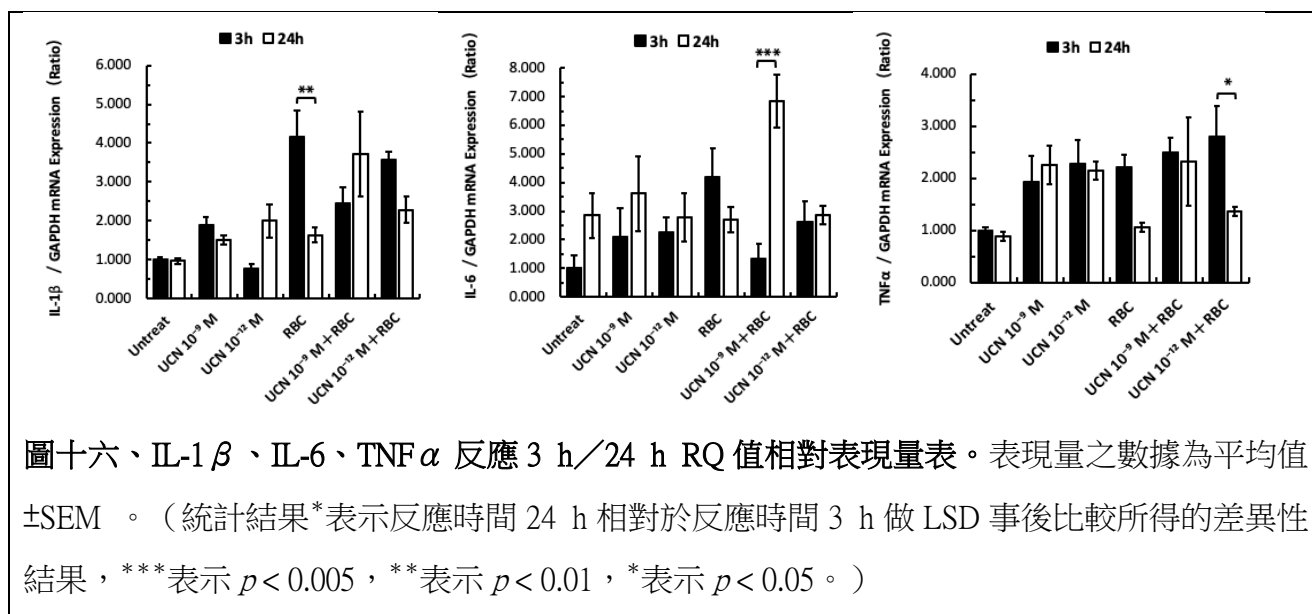 ■3h □24h
IL-1β / GAPDH mRNA Expression (Ratio)
6.000
5.000
4.000
3.000
2.000
1.000
0.000
**
Untreat
UCN 10⁻⁹ M
UCN 10⁻¹² M
RBC
UCN 10⁻⁹ M+RBC
UCN 10⁻¹² M+RBC
■3h □24h
IL-6 / GAPDH mRNA Expression (Ratio)
8.000
7.000
6.000
5.000
4.000
3.000
2.000
1.000
0.000
***
Untreat
UCN 10⁻⁹ M
UCN 10⁻¹² M
RBC
UCN 10⁻⁹ M+RBC
UCN 10⁻¹² M+RBC
■3h □24h
TNFα / GAPDH mRNA Expression (Ratio)
4.000
3.000
2.000
1.000
0.000
*
Untreat
UCN 10⁻⁹ M
UCN 10⁻¹² M
RBC
UCN 10⁻⁹ M+RBC
UCN 10⁻¹² M+RBC
圖十六、IL-1β、IL-6、TNFα 反應 3 h／24 h RQ 值相對表現量表。表現量之數據為平均值
±SEM 。（統計結果*表示反應時間 24 h 相對於反應時間 3 h 做 LSD 事後比較所得的差異性
結果，***表示 p < 0.005，**表示 p < 0.01，*表示 p < 0.05。）